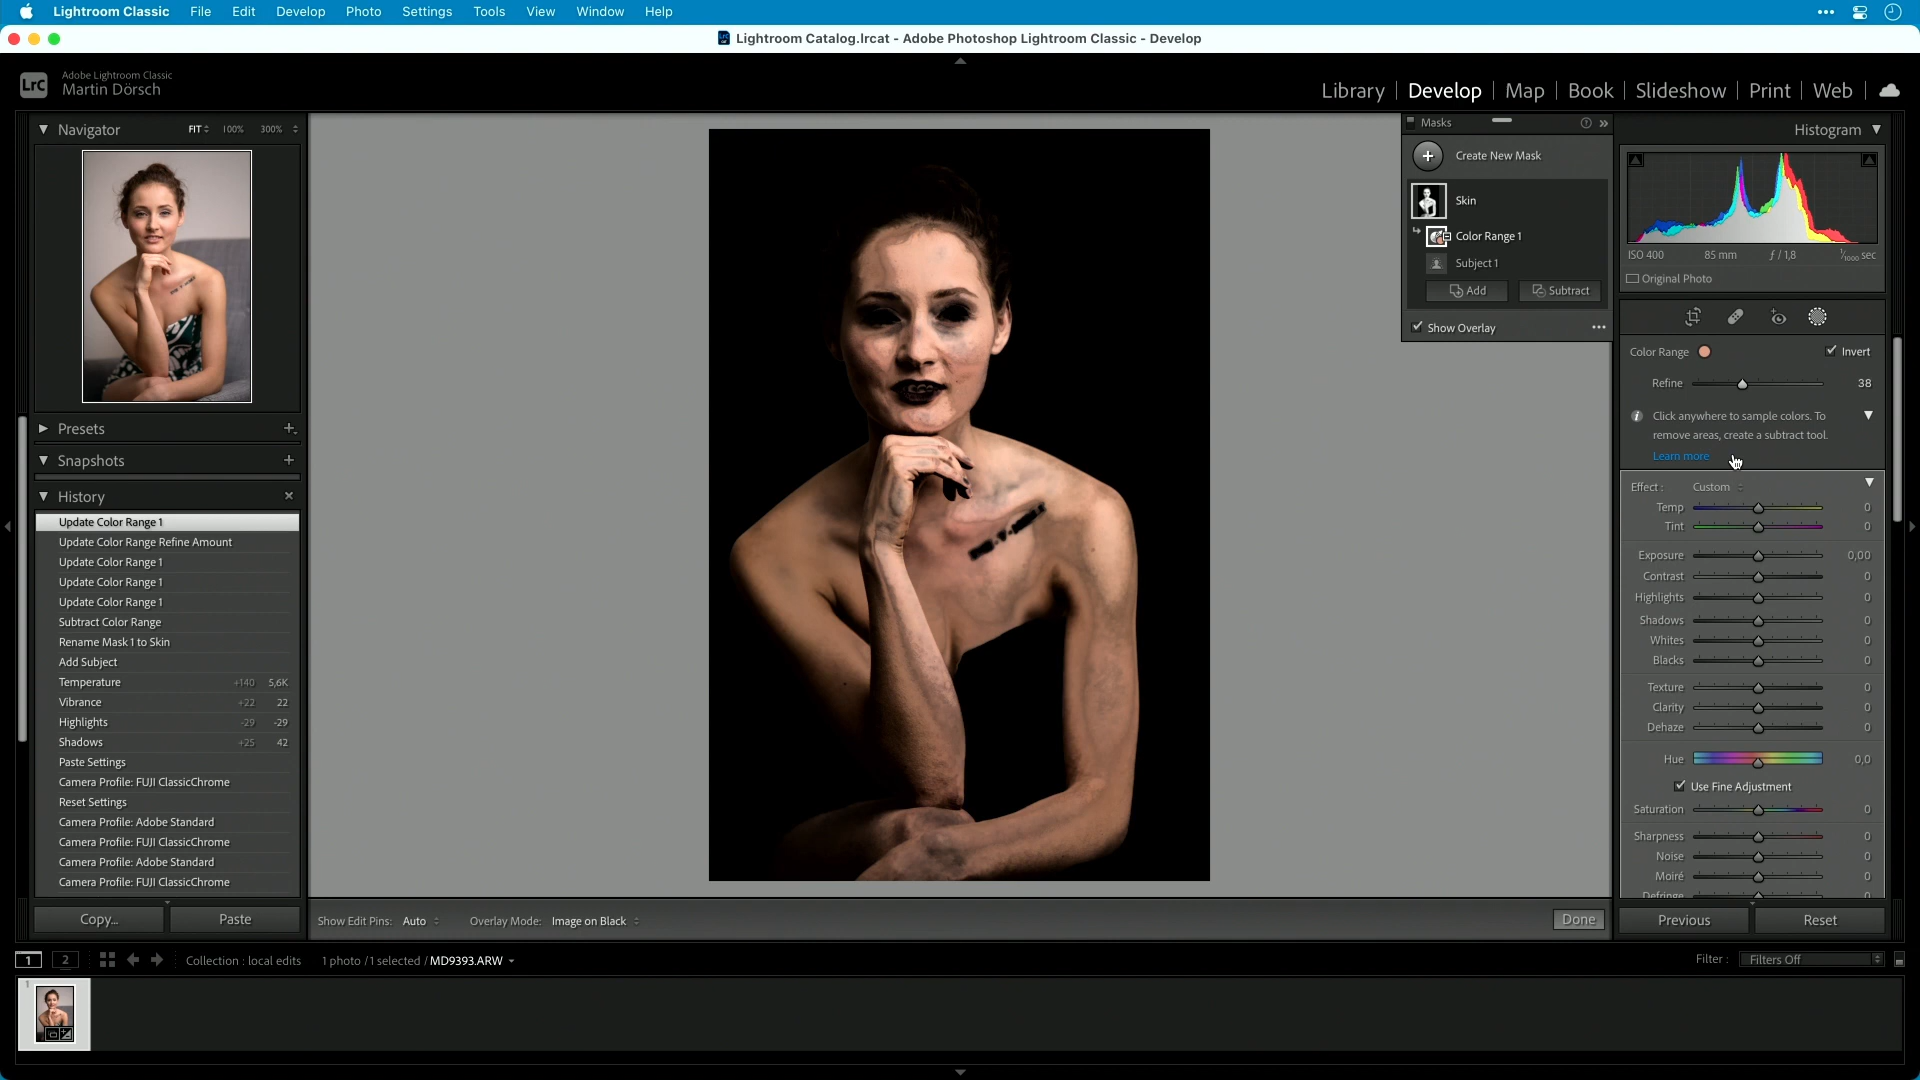 Lightroom Classic File Edit Develop Photo Settings Tools View Window Help
Lightroom Catalog.lrcat - Adobe Photoshop Lightroom Classic - Develop
LrC
Adobe Lightroom Classic
Martin Dörsch
Library | Develop | Map | Book | Slideshow | Print | Web
Navigator FIT 100% 300%
Presets
Snapshots
History
Update Color Range 1
Update Color Range Refine Amount
Update Color Range 1
Update Color Range 1
Update Color Range 1
Subtract Color Range
Rename Mask 1 to Skin
Add Subject
Temperature +140 5,6K
Vibrance +22 22
Highlights -29 -29
Shadows +25 42
Paste Settings
Camera Profile: FUJI ClassicChrome
Reset Settings
Camera Profile: Adobe Standard
Camera Profile: FUJI ClassicChrome
Camera Profile: Adobe Standard
Camera Profile: FUJI ClassicChrome
Copy... Paste
Masks
Create New Mask
Skin
Color Range 1
Subject 1
Add Subtract
Show Overlay
Show Edit Pins: Auto Overlay Mode: Image on Black Done
Histogram
ISO 400 85 mm ƒ / 1,8 1/1000 sec
Original Photo
Color Range Invert
Refine 38
Click anywhere to sample colors. To
remove areas, create a subtract tool.
Learn more
Effect : Custom
Temp 0
Tint 0
Exposure 0,00
Contrast 0
Highlights 0
Shadows 0
Whites 0
Blacks 0
Texture 0
Clarity 0
Dehaze 0
Hue 0,0
Use Fine Adjustment
Saturation 0
Sharpness 0
Noise 0
Moiré 0
Defringe
Previous Reset
1 2 Collection : local edits 1 photo / 1 selected / MD9393.ARW Filter : Filters Off
1